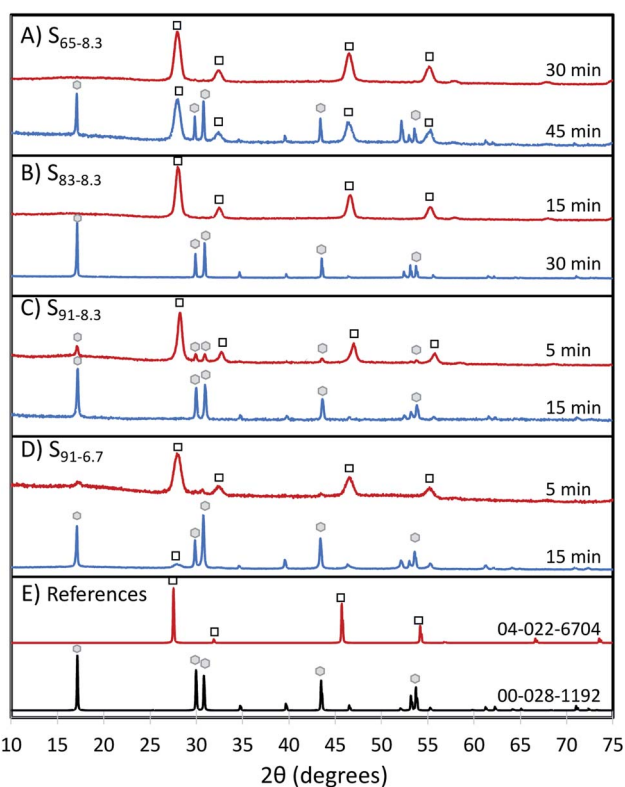 A) S65-8.3
30 min
45 min
B) S83-8.3
15 min
30 min
C) S91-8.3
5 min
15 min
D) S91-6.7
5 min
15 min
E) References
04-022-6704
00-028-1192
10 15 20 25 30 35 40 45 50 55 60 65 70 75
2θ (degrees)